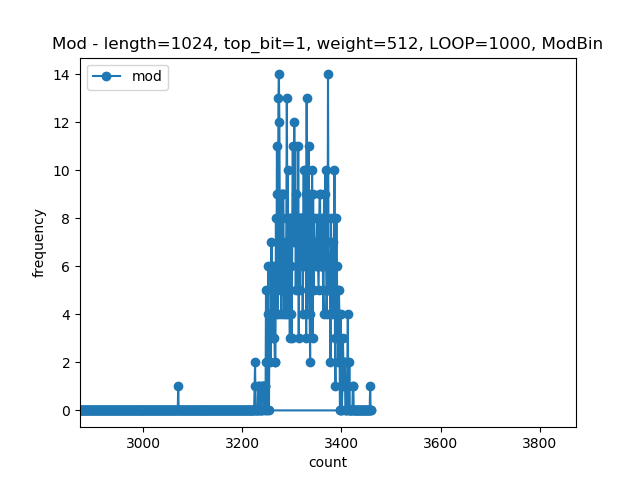 Mod - length=1024, top_bit=1, weight=512, LOOP=1000, ModBin
mod
14
12
10
8
6
4
2
0
frequency
3000 3200 3400 3600 3800
count